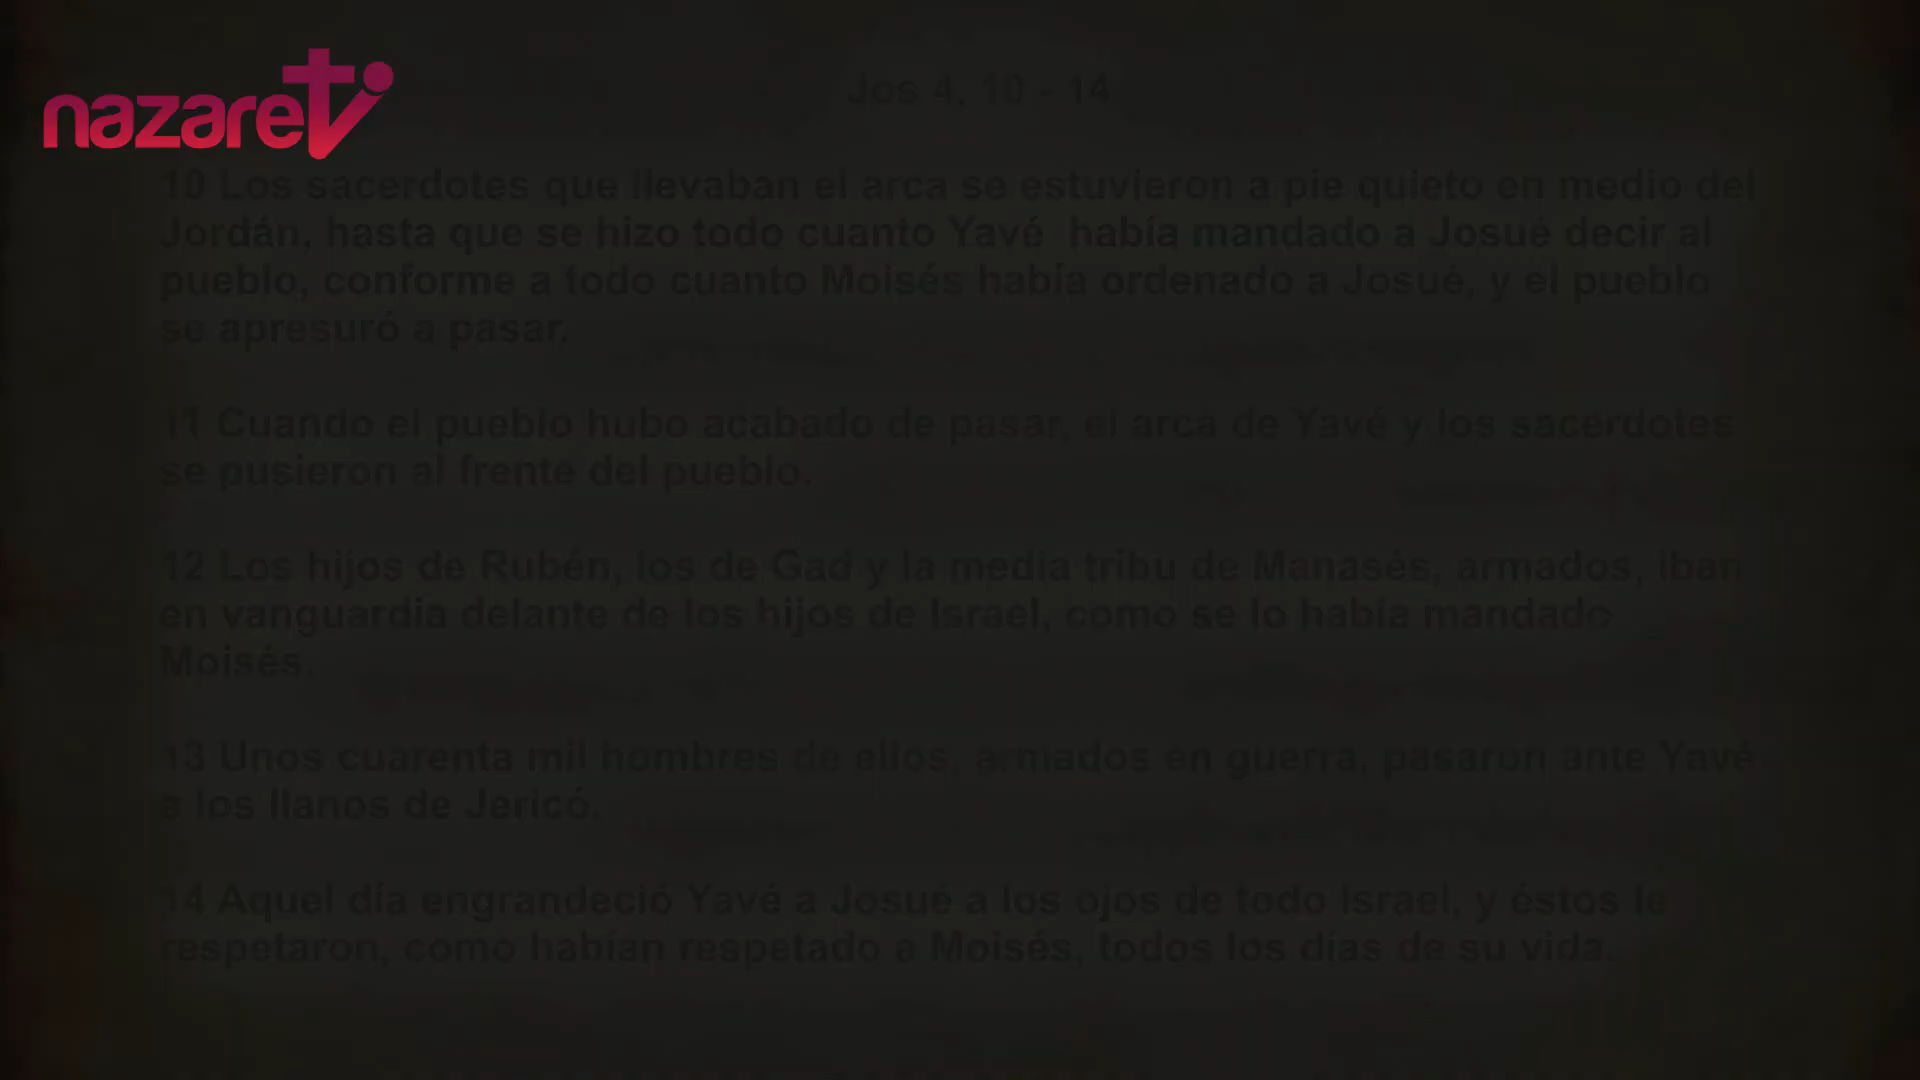 nazaretv
Jos 4, 10 - 14
10 Los sacerdotes que llevaban el arca se estuvieron a pie quieto en medio del
Jordán, hasta que se hizo todo cuanto Yavé había mandado a Josué decir al
pueblo, conforme a todo cuanto Moisés había ordenado a Josué, y el pueblo
se apresuró a pasar.
11 Cuando el pueblo hubo acabado de pasar, el arca de Yavé y los sacerdotes
se pusieron al frente del pueblo.
12 Los hijos de Rubén, los de Gad y la media tribu de Manasés, armados, iban
en vanguardia delante de los hijos de Israel, como se lo había mandado
Moisés.
13 Unos cuarenta mil hombres de ellos, armados en guerra, pasaron ante Yavé
a los llanos de Jericó.
14 Aquel día engrandeció Yavé a Josué a los ojos de todo Israel, y éstos le
respetaron, como habían respetado a Moisés, todos los días de su vida.